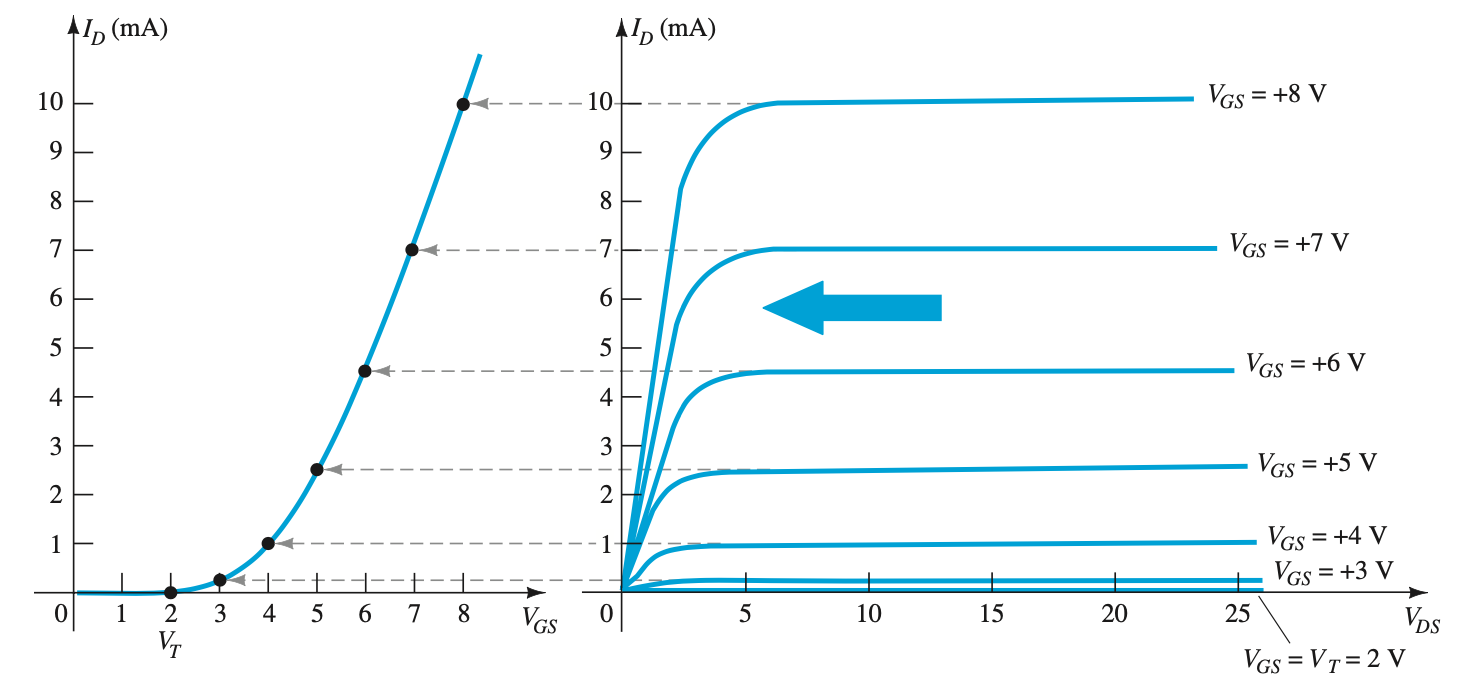 I_D (mA)
10
9
8
7
6
5
4
3
2
1
0 1 2 3 4 5 6 7 8 V_GS
V_T
I_D (mA)
10
9
8
7
6
5
4
3
2
1
0 5 10 15 20 25 V_DS
V_GS = +8 V
V_GS = +7 V
V_GS = +6 V
V_GS = +5 V
V_GS = +4 V
V_GS = +3 V
V_GS = V_T = 2 V